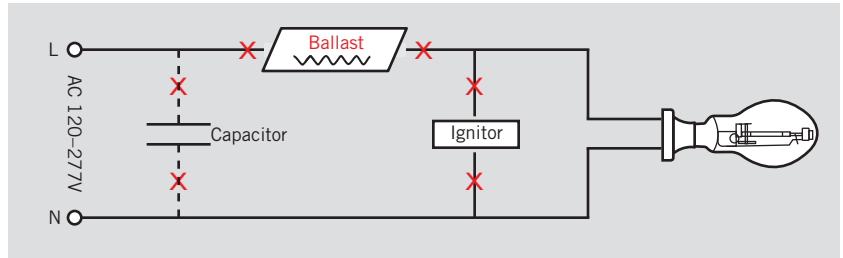 L
Ballast
AC 120–277V
Capacitor
Ignitor
N